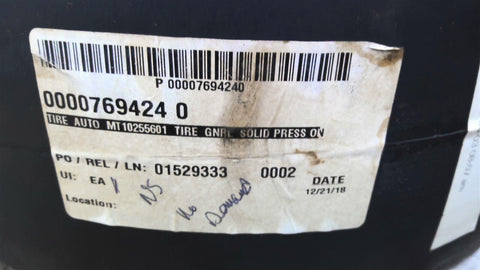 P 00007694240
0000769424 0
TIRE AUTO MT10255601 TIRE GNRL SOLID PRESS ON
PO / REL / LN: 01529333 0002 DATE
UI: EA 12/21/18
Location: NS No Damage